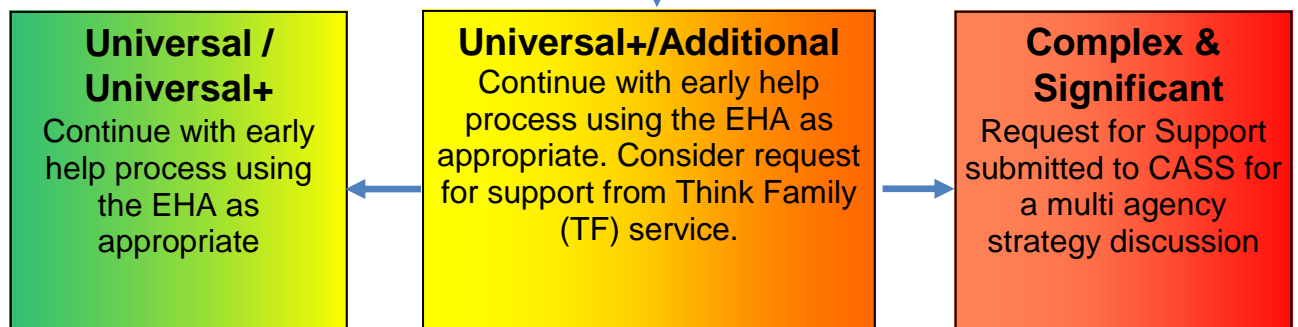 Universal /
Universal+
Continue with early
help process using
the EHA as
appropriate
Universal+/Additional
Continue with early help
process using the EHA as
appropriate. Consider request
for support from Think Family
(TF) service.
Complex &
Significant
Request for Support
submitted to CASS for
a multi agency
strategy discussion